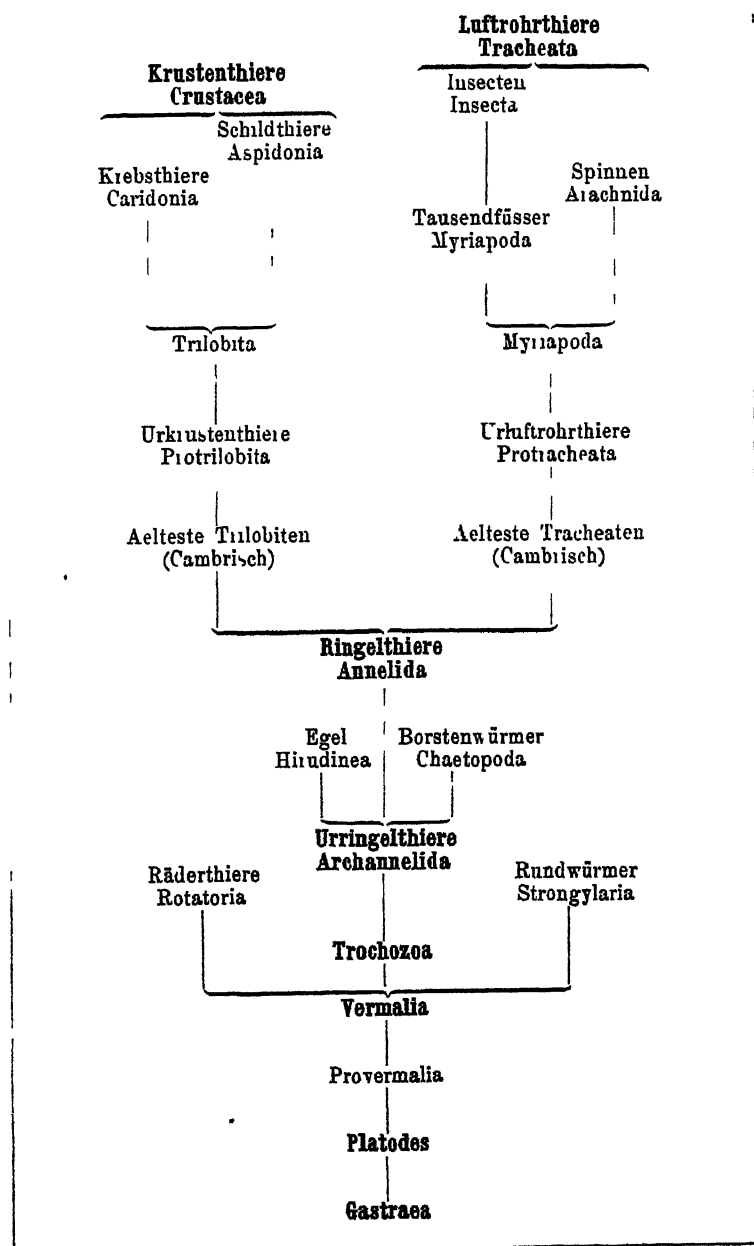 Luftrohrthiere
Tracheata
Krustenthiere
Crustacea
Insecten
Insecta
Schildthiere
Aspidonia
Krebsthiere
Caridonia
Spinnen
Arachnida
Tausendfüsser
Myriapoda
Trilobita
Myriapoda
Urkrustenthiere
Protrilobita
Urluftrohrthiere
Protracheata
Aelteste Trilobiten
(Cambrisch)
Aelteste Tracheaten
(Cambrisch)
Ringelthiere
Annelida
Egel
Hirudinea
Borstenwürmer
Chaetopoda
Urringelthiere
Archannelida
Räderthiere
Rotatoria
Rundwürmer
Strongylaria
Trochozoa
Vermalia
Provermalia
Platodes
Gastraea